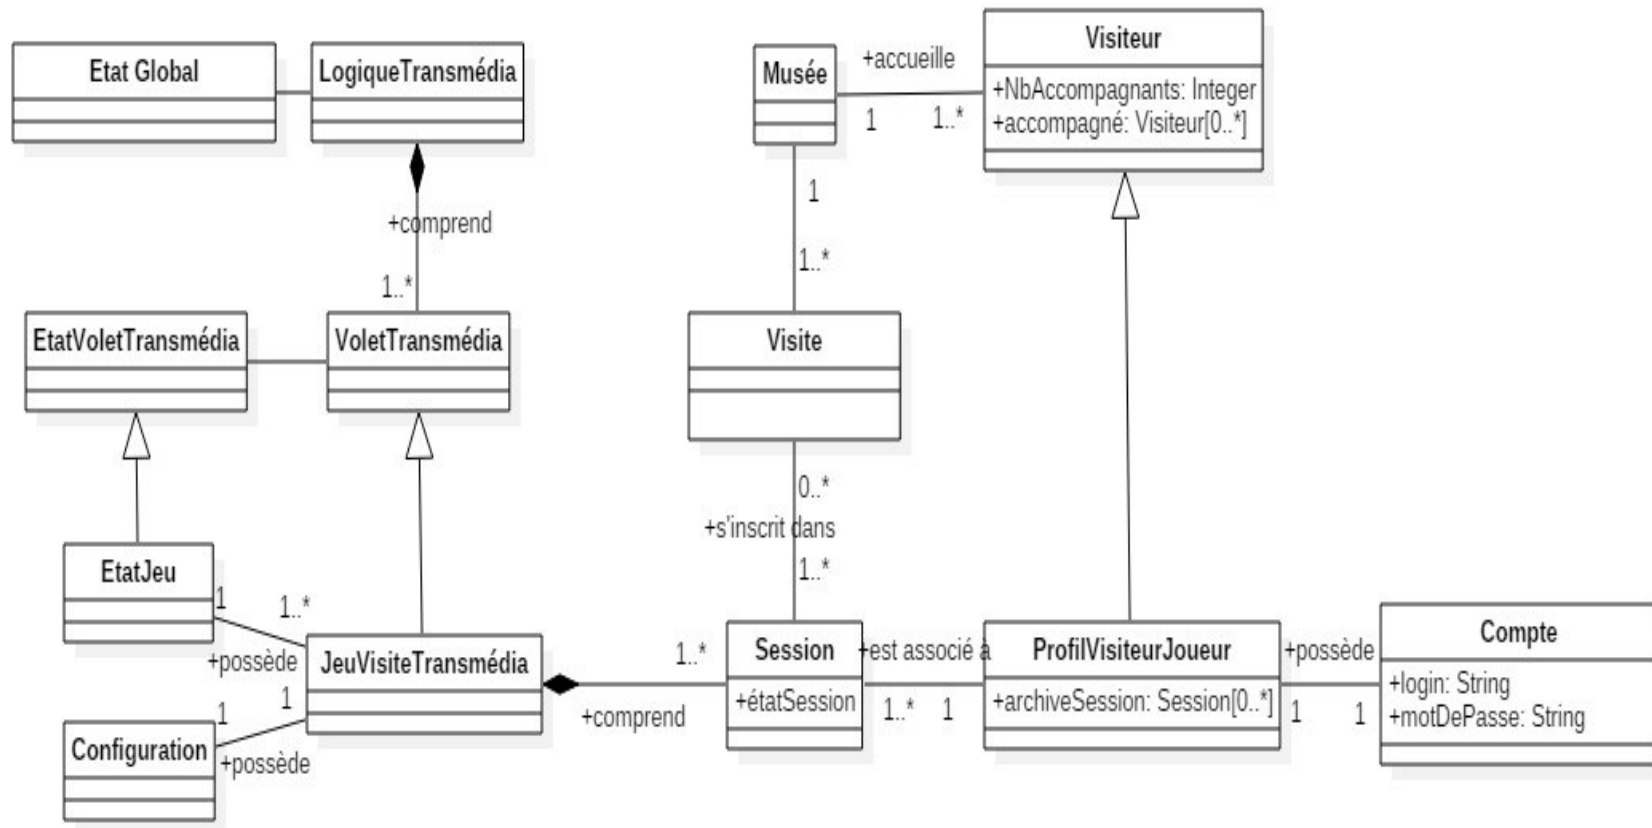 Etat Global
LogiqueTransmédia
+comprend
1..*
EtatVoletTransmédia
VoletTransmédia
EtatJeu
1
1..*
+possède
JeuVisiteTransmédia
1
1
+possède
Configuration
Musée
+accueille
1
1..*
Visiteur
+NbAccompagnants: Integer
+accompagné: Visiteur[0..*]
1
1..*
Visite
0..*
+s'inscrit dans
1..*
1..*
+comprend
Session
+étatSession
+est associé à
1..*
1
ProfilVisiteurJoueur
+archiveSession: Session[0..*]
+possède
1
1
Compte
+login: String
+motDePasse: String